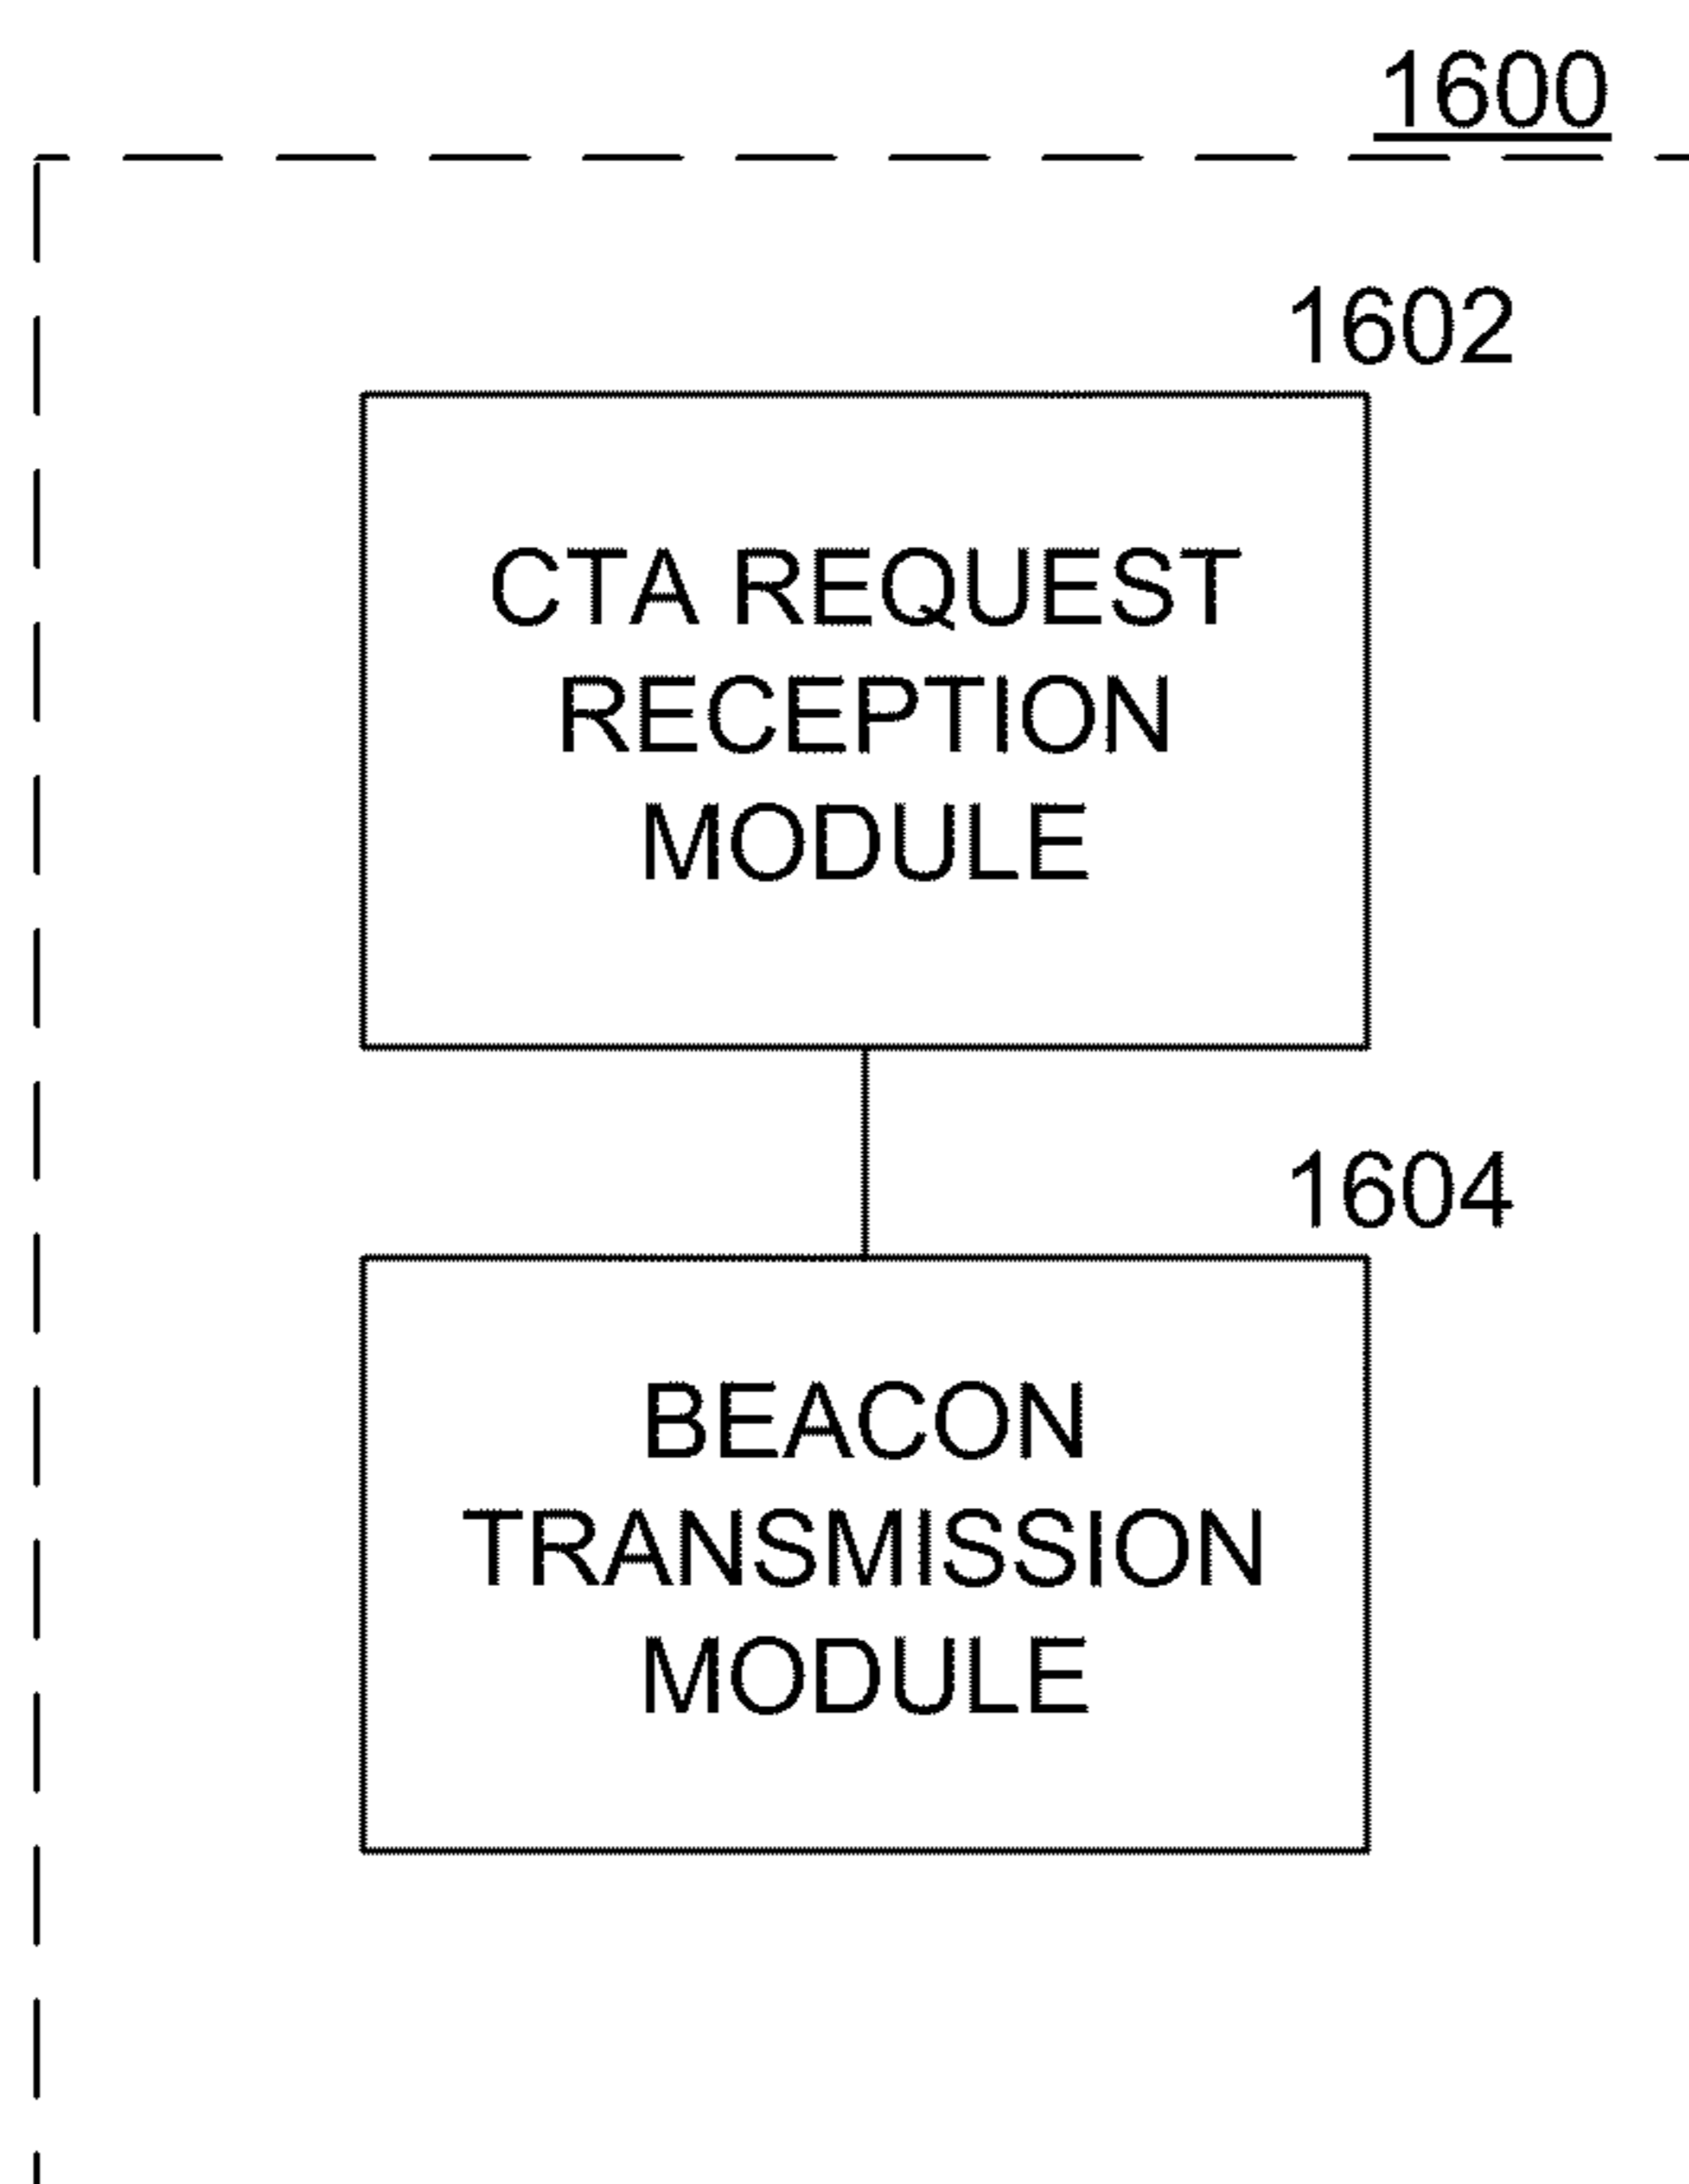 1600
1602
CTA REQUEST
RECEPTION
MODULE
1604
BEACON
TRANSMISSION
MODULE